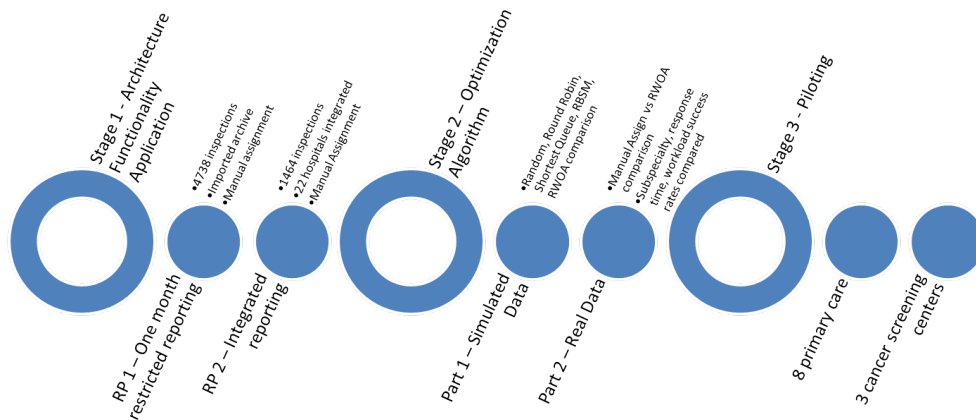 Stage 1 - Architecture
Functionality
Application
•4738 inspections
•Imported archive
•Manual assignment
RP 1 – One month
restricted reporting
•1464 inspections
•22 hospitals integrated
•Manual Assignment
RP 2 – Integrated
reporting
Stage 2 – Optimization
Algorithm
•Random, Round Robin,
Shortest Queue, RBSM,
RWOA comparison
Part 1 – Simulated
Data
•Manual Assign vs RWOA
comparison
•Subspecialty, response
time, workload success
rates compared
Part 2 – Real Data
Stage 3 - Piloting
8 primary care
3 cancer screening
centers